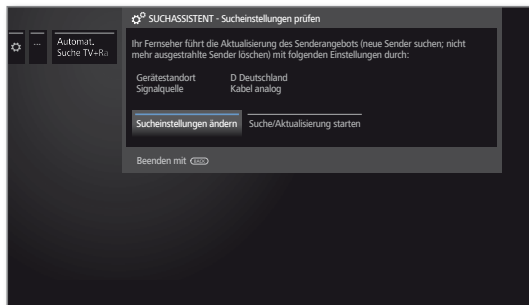 SUCHASSISTENT - Sucheinstellungen prüfen
...
Automat.
Suche TV+Ra
Ihr Fernseher führt die Aktualisierung des Senderangebots (neue Sender suchen; nicht
mehr ausgestrahlte Sender löschen) mit folgenden Einstellungen durch:
Gerätestandort D Deutschland
Signalquelle Kabel analog
Sucheinstellungen ändern Suche/Aktualisierung starten
Beenden mit